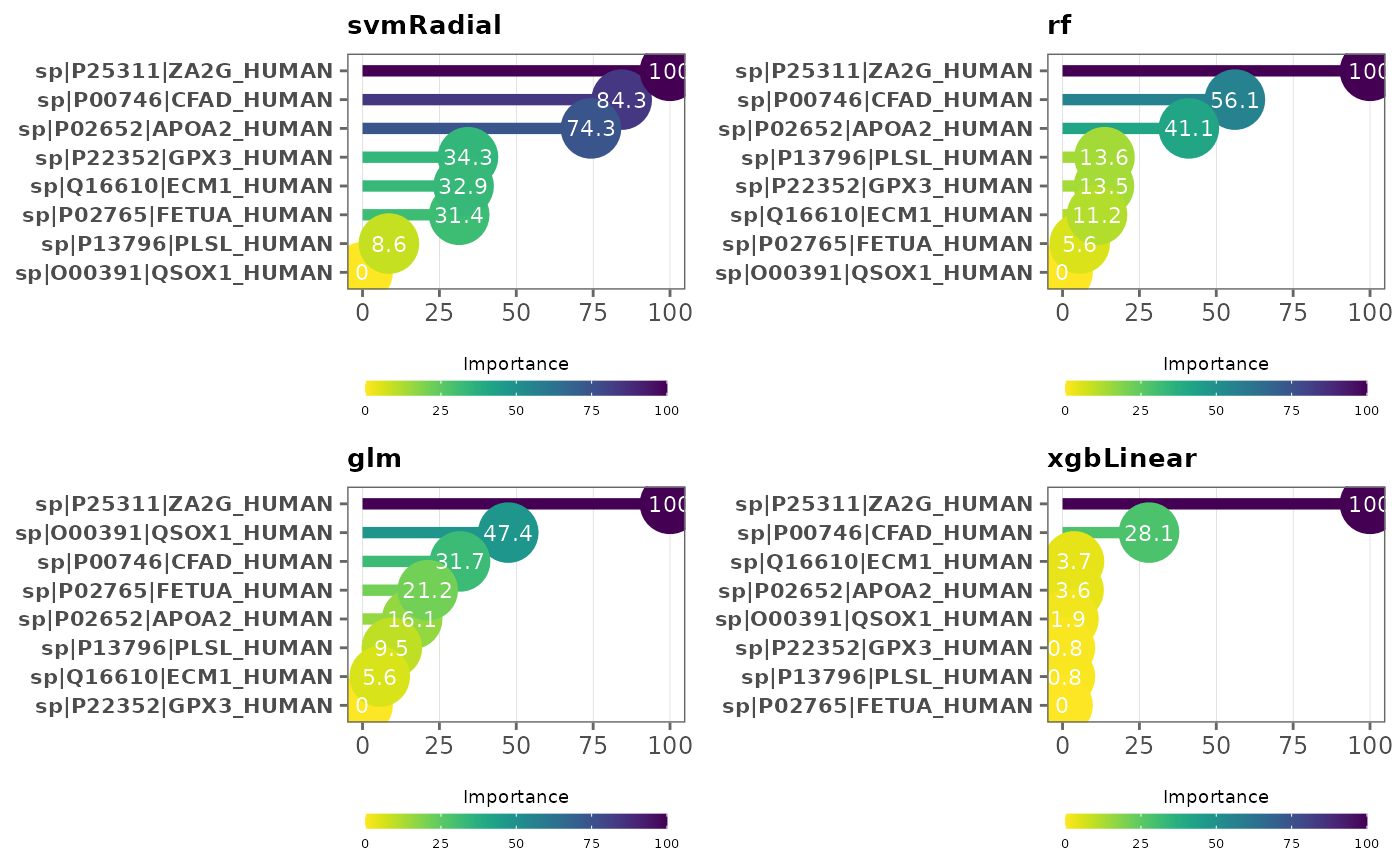 svmRadial
sp|P25311|ZA2G_HUMAN 100
sp|P00746|CFAD_HUMAN 84.3
sp|P02652|APOA2_HUMAN 74.3
sp|P22352|GPX3_HUMAN 34.3
sp|Q16610|ECM1_HUMAN 32.9
sp|P02765|FETUA_HUMAN 31.4
sp|P13796|PLSL_HUMAN 8.6
sp|O00391|QSOX1_HUMAN 0
0 25 50 75 100
Importance
0 25 50 75 100
rf
sp|P25311|ZA2G_HUMAN 100
sp|P00746|CFAD_HUMAN 56.1
sp|P02652|APOA2_HUMAN 41.1
sp|P13796|PLSL_HUMAN 13.6
sp|P22352|GPX3_HUMAN 13.5
sp|Q16610|ECM1_HUMAN 11.2
sp|P02765|FETUA_HUMAN 5.6
sp|O00391|QSOX1_HUMAN 0
0 25 50 75 100
Importance
0 25 50 75 100
glm
sp|P25311|ZA2G_HUMAN 100
sp|O00391|QSOX1_HUMAN 47.4
sp|P00746|CFAD_HUMAN 31.7
sp|P02765|FETUA_HUMAN 21.2
sp|P02652|APOA2_HUMAN 16.1
sp|P13796|PLSL_HUMAN 9.5
sp|Q16610|ECM1_HUMAN 5.6
sp|P22352|GPX3_HUMAN 0
0 25 50 75 100
Importance
0 25 50 75 100
xgbLinear
sp|P25311|ZA2G_HUMAN 100
sp|P00746|CFAD_HUMAN 28.1
sp|Q16610|ECM1_HUMAN 3.7
sp|P02652|APOA2_HUMAN 3.6
sp|O00391|QSOX1_HUMAN 1.9
sp|P22352|GPX3_HUMAN 0.8
sp|P13796|PLSL_HUMAN 0.8
sp|P02765|FETUA_HUMAN 0
0 25 50 75 100
Importance
0 25 50 75 100